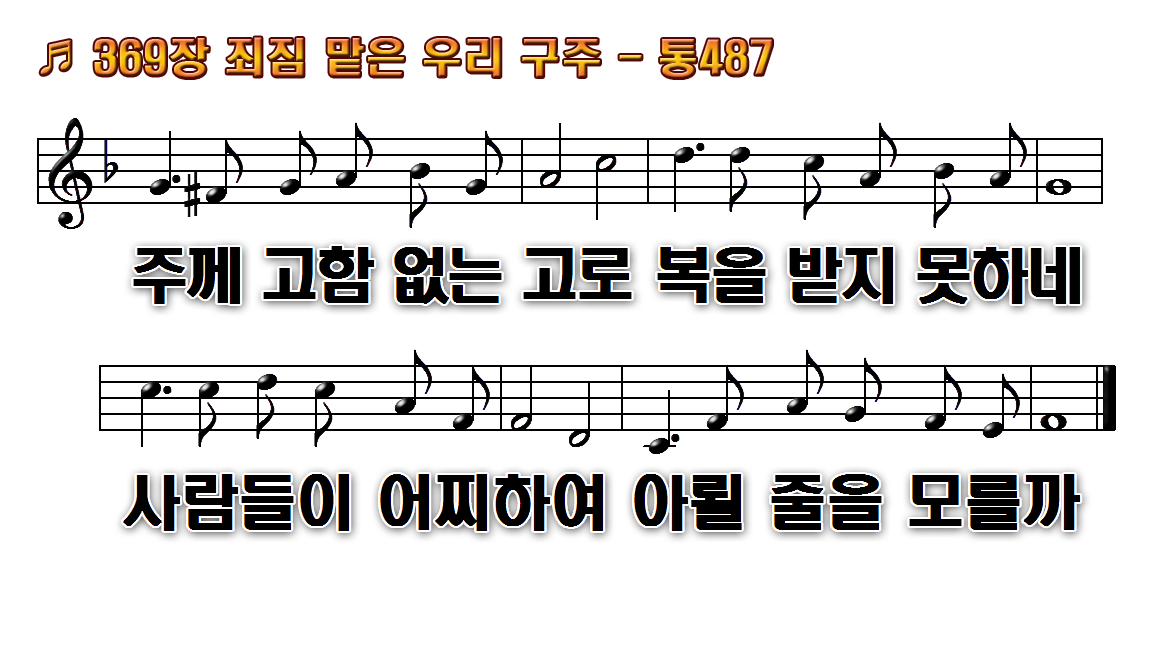 369장 죄짐 맡은 우리 구주 - 통487
주께 고함 없는 고로 복을 받지 못하네
사람들이 어찌하여 아뢸 줄을 모를까